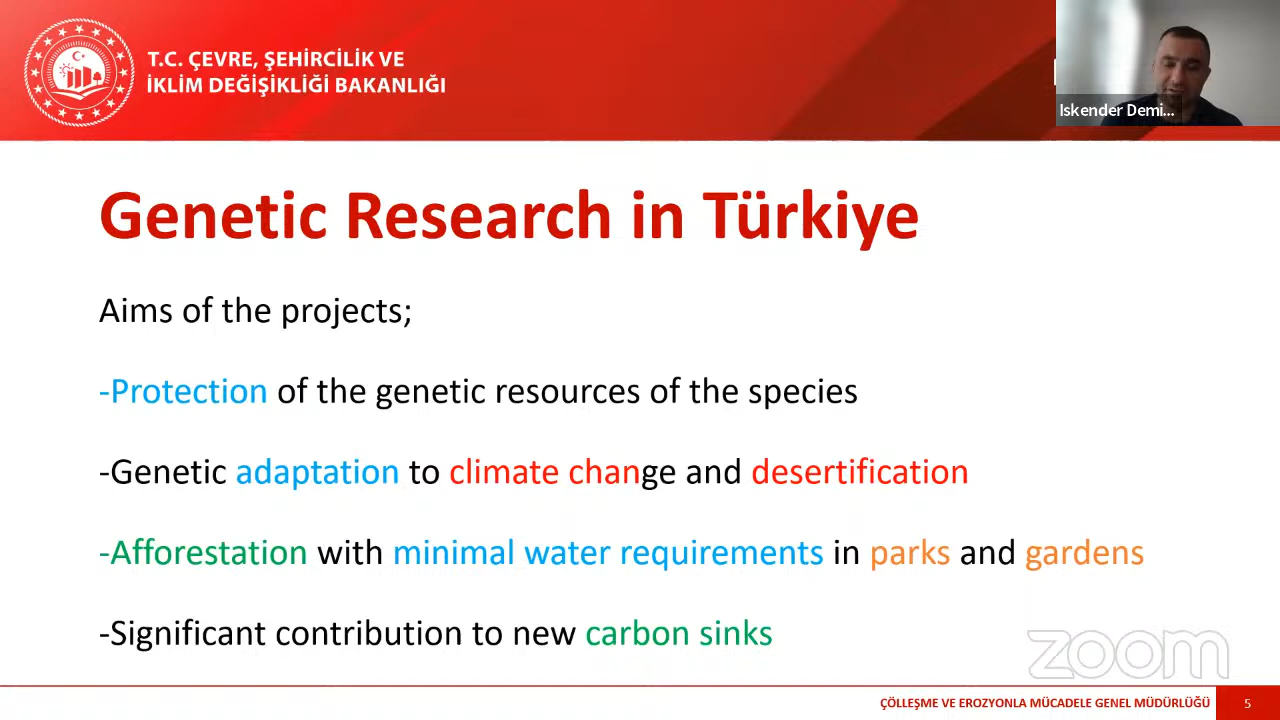 T.C. ÇEVRE, ŞEHİRCİLİK VE
İKLİM DEĞİŞİKLİĞİ BAKANLIĞI
Iskender Demi...
Genetic Research in Türkiye
Aims of the projects;
-Protection of the genetic resources of the species
-Genetic adaptation to climate change and desertification
-Afforestation with minimal water requirements in parks and gardens
-Significant contribution to new carbon sinks
zoom
ÇÖLLEŞME VE EROZYONLA MÜCADELE GENEL MÜDÜRLÜĞÜ
5